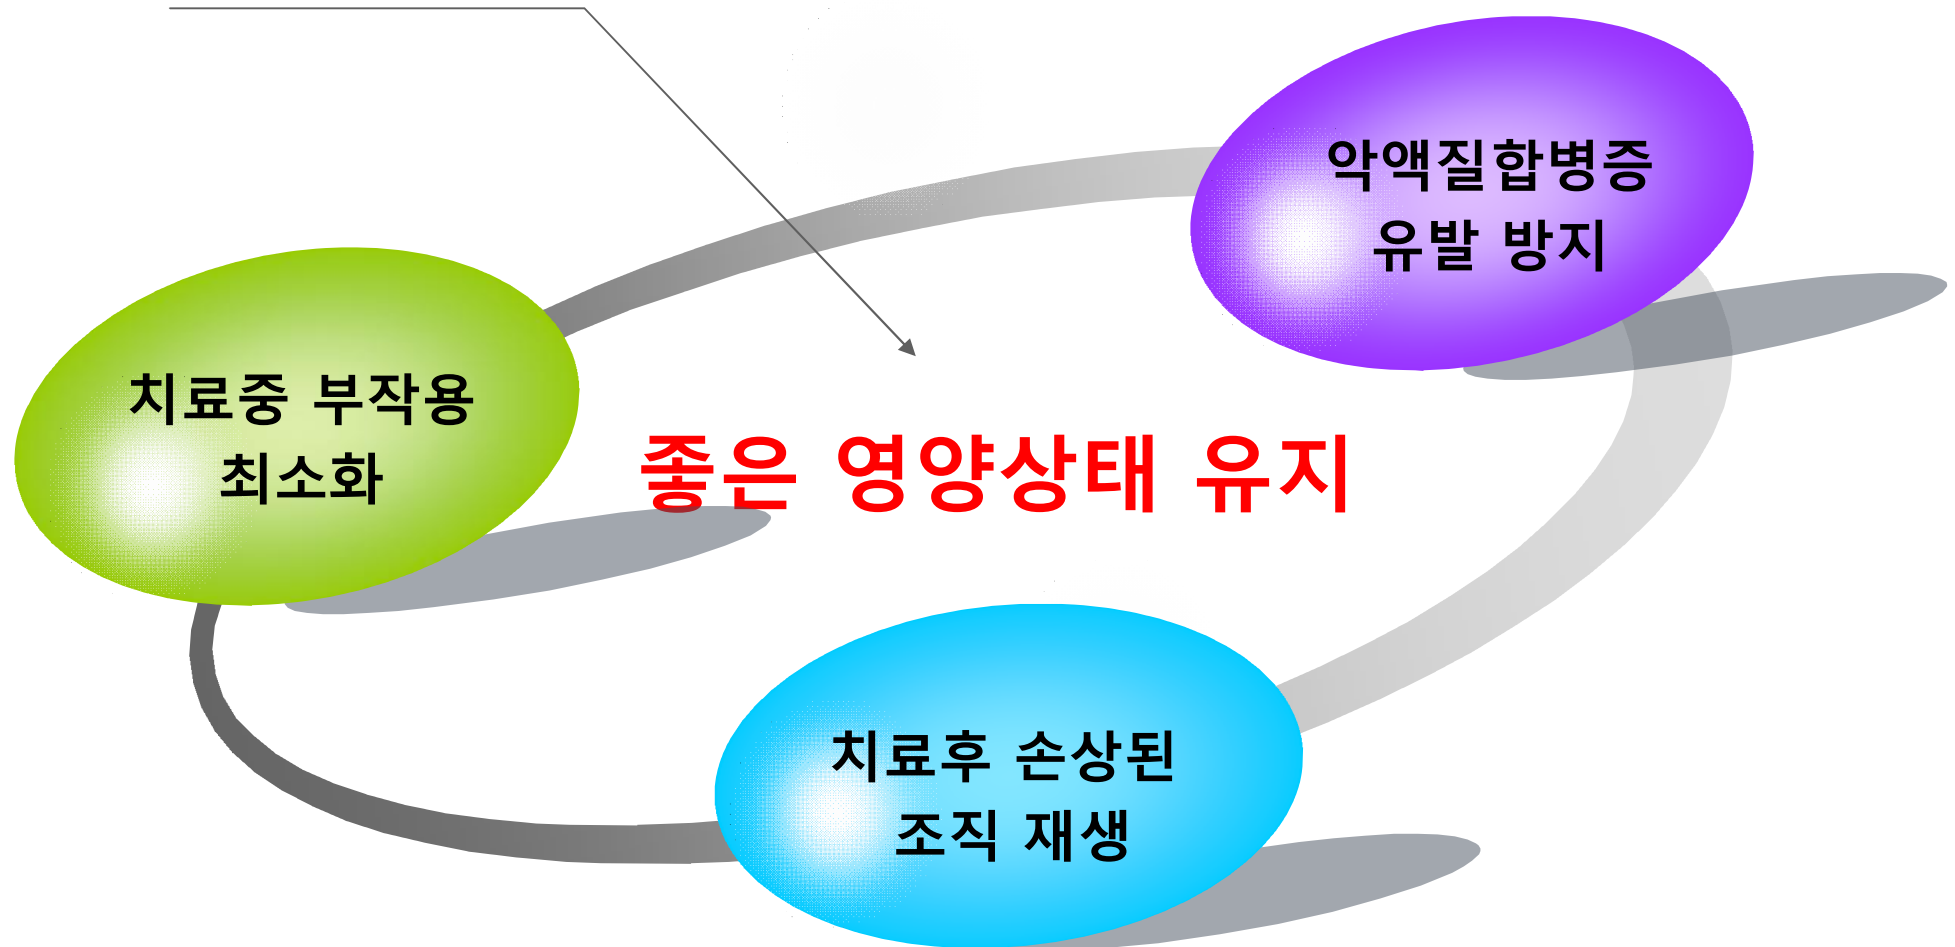 악액질합병증
유발 방지
치료중 부작용
최소화
좋은 영양상태 유지
치료후 손상된
조직 재생